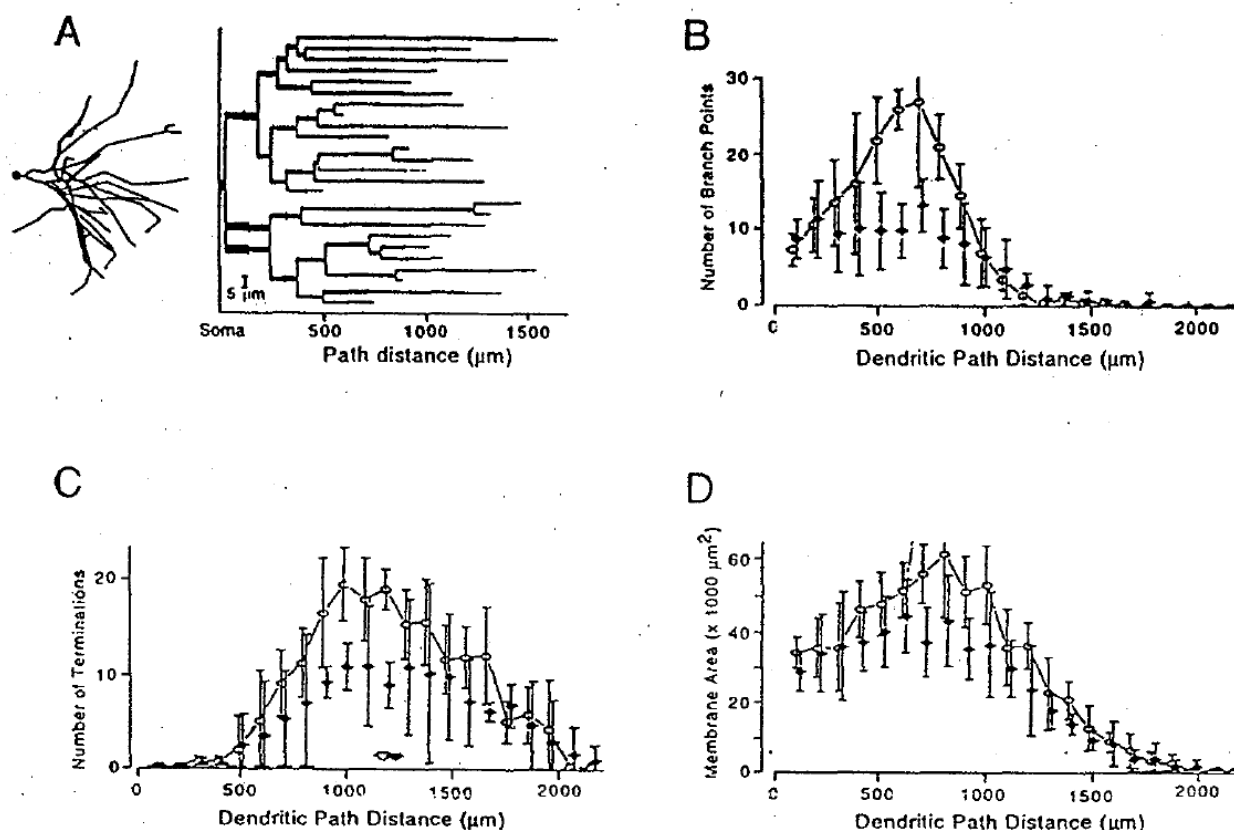 A
5 μm
Soma
500
1000
1500
Path distance (μm)
B
Number of Branch Points
30
20
10
0
0
500
1000
1500
2000
Dendritic Path Distance (μm)
C
Number of Terminations
20
10
0
0
500
1000
1500
2000
Dendritic Path Distance (μm)
D
Membrane Area (x 1000 μm²)
60
40
20
0
0
500
1000
1500
2000
Dendritic Path Distance (μm)